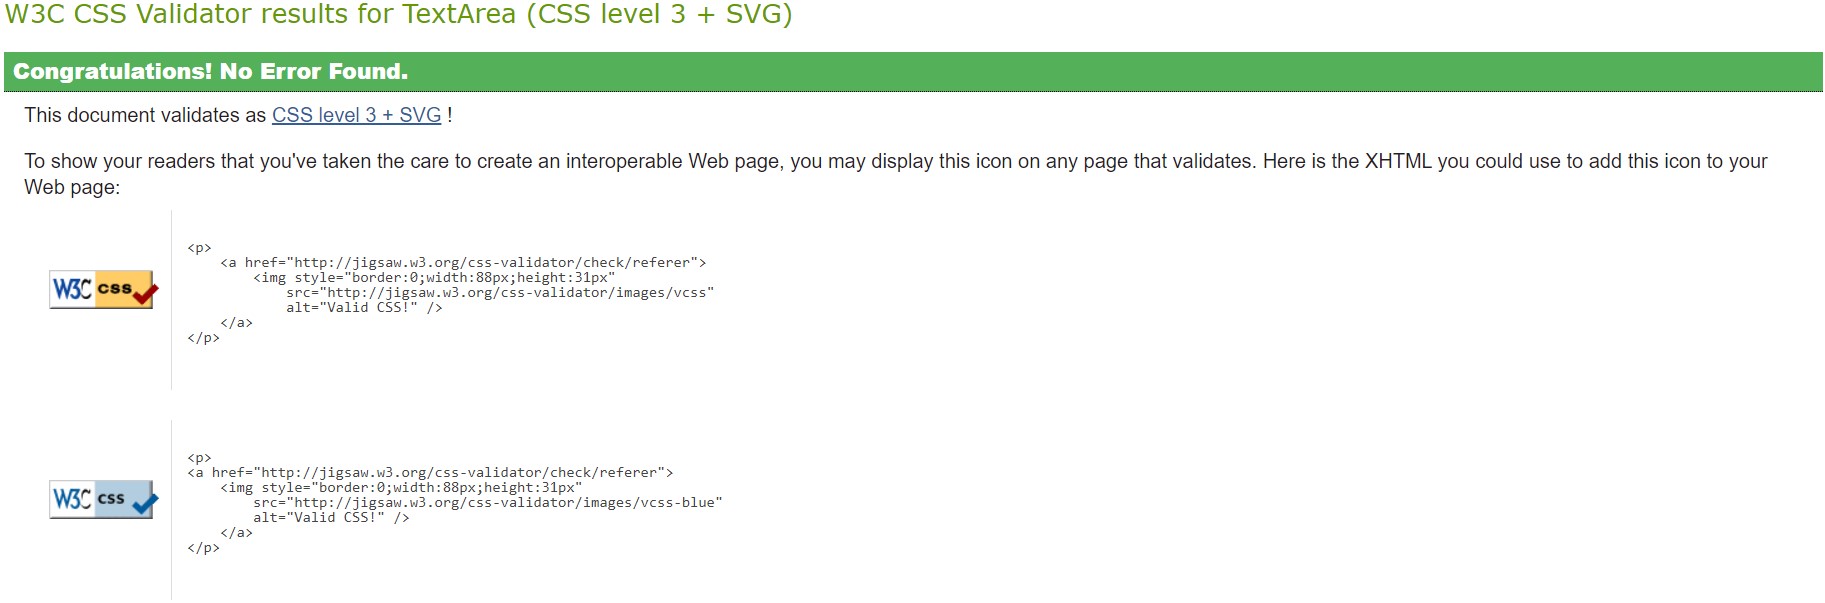 W3C CSS Validator results for TextArea (CSS level 3 + SVG)
Congratulations! No Error Found.
This document validates as CSS level 3 + SVG !
To show your readers that you've taken the care to create an interoperable Web page, you may display this icon on any page that validates. Here is the XHTML you could use to add this icon to your
Web page:
W3C css
<p>
    <a href="http://jigsaw.w3.org/css-validator/check/referer">
        <img style="border:0;width:88px;height:31px"
            src="http://jigsaw.w3.org/css-validator/images/vcss"
            alt="Valid CSS!" />
    </a>
</p>
W3C css
<p>
<a href="http://jigsaw.w3.org/css-validator/check/referer">
    <img style="border:0;width:88px;height:31px"
        src="http://jigsaw.w3.org/css-validator/images/vcss-blue"
        alt="Valid CSS!" />
    </a>
</p>